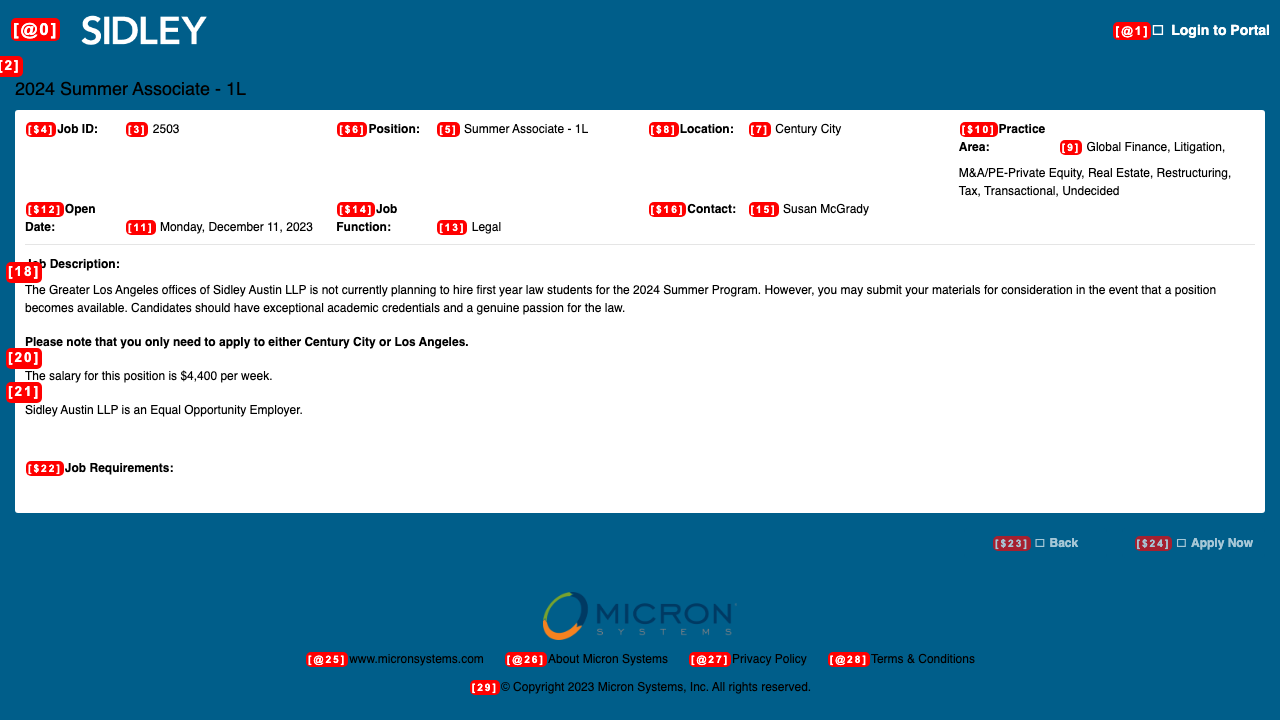 [@0] SIDLEY [@1] Login to Portal
[2]
2024 Summer Associate - 1L
[$4] Job ID: [3] 2503 [$6] Position: [5] Summer Associate - 1L [$8] Location: [7] Century City [$10] Practice
Area: [9] Global Finance, Litigation,
M&A/PE-Private Equity, Real Estate, Restructuring,
Tax, Transactional, Undecided
[$12] Open [$14] Job [$16] Contact: [15] Susan McGrady
Date: [11] Monday, December 11, 2023 Function: [13] Legal
[18] Job Description:
The Greater Los Angeles offices of Sidley Austin LLP is not currently planning to hire first year law students for the 2024 Summer Program. However, you may submit your materials for consideration in the event that a position
becomes available. Candidates should have exceptional academic credentials and a genuine passion for the law.
Please note that you only need to apply to either Century City or Los Angeles.
[20]
The salary for this position is $4,400 per week.
[21]
Sidley Austin LLP is an Equal Opportunity Employer.
[$22] Job Requirements:
[$23] Back [$24] Apply Now
MICRON
SYSTEMS
[@25] www.micronsystems.com [@26] About Micron Systems [@27] Privacy Policy [@28] Terms & Conditions
[29] © Copyright 2023 Micron Systems, Inc. All rights reserved.